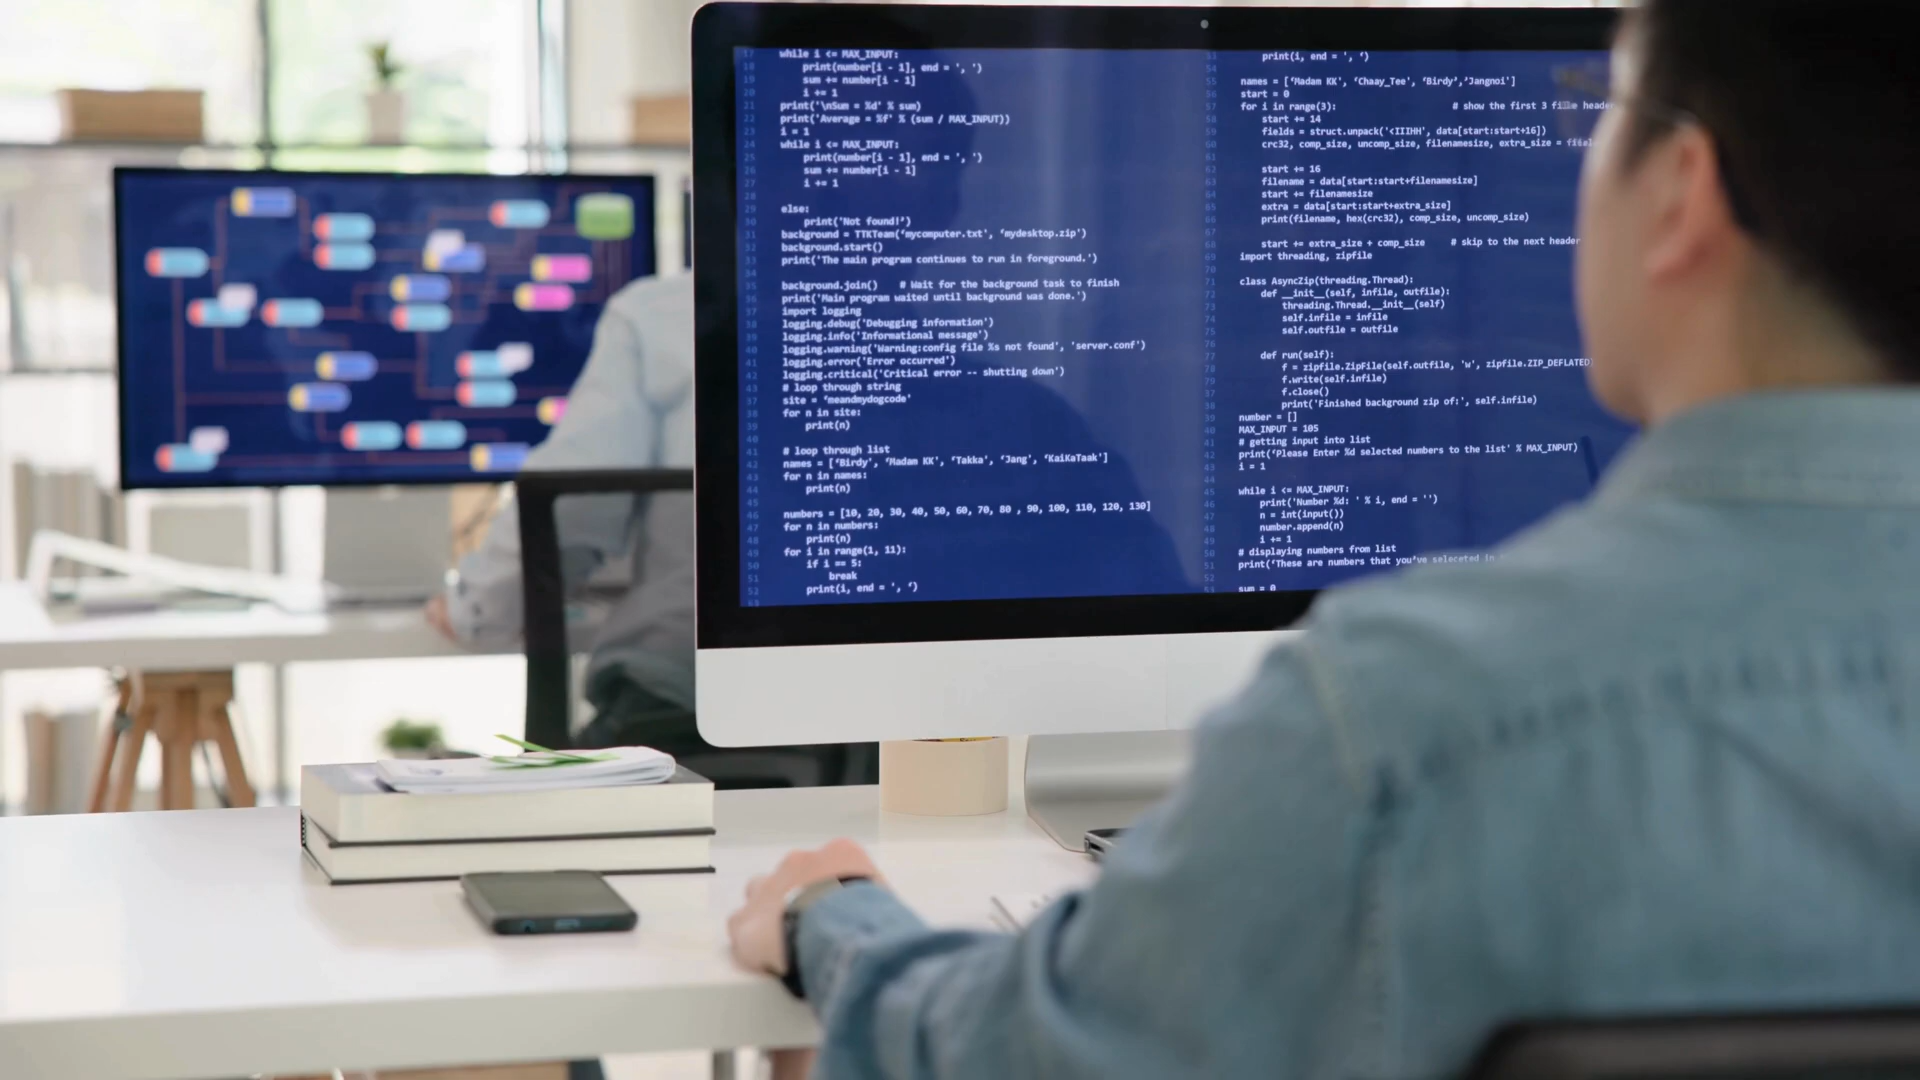 while i <= MAX_INPUT:
print(number[i - 1], end = ', ')
sum += number[i - 1]
i += 1
print('\nSum = %d' % sum)
print('Average = %f' % (sum / MAX_INPUT))
i = 1
while i <= MAX_INPUT:
print(number[i - 1], end = ', ')
sum += number[i - 1]
i += 1
else:
print('Not found!')
background = TTKTeam('mycomputer.txt', 'mydesktop.zip')
background.start()
print('The main program continues to run in foreground.')
background.join() # Wait for the background task to finish
print('Main program waited until background was done.')
import logging
logging.debug('Debugging information')
logging.info('Informational message')
logging.warning('Warning:config file %s not found', 'server.conf')
logging.error('Error occurred')
logging.critical('Critical error -- shutting down')
# loop through string
site = 'meandmydogcode'
for n in site:
print(n)
# loop through list
names = ['Birdy', 'Madam KK', 'Takka', 'Jang', 'KaiKaTaak']
for n in names:
print(n)
numbers = [10, 20, 30, 40, 50, 60, 70, 80 , 90, 100, 110, 120, 130]
for n in numbers:
print(n)
for i in range(1, 11):
if i == 5:
break
print(i, end = ', ')
print(i, end = ', ')
names = ['Madam KK', 'Chaay_Tee', 'Birdy','Jangnoi']
start = 0
for i in range(3): # show the first 3 file header
start += 14
fields = struct.unpack('<IIIHH', data[start:start+16])
crc32, comp_size, uncomp_size, filenamesize, extra_size =
start += 16
filename = data[start:start+filenamesize]
start += filenamesize
extra = data[start:start+extra_size]
print(filename, hex(crc32), comp_size, uncomp_size)
start += extra_size + comp_size # skip to the next header
import threading, zipfile
class AsyncZip(threading.Thread):
def __init__(self, infile, outfile):
threading.Thread.__init__(self)
self.infile = infile
self.outfile = outfile
def run(self):
f = zipfile.ZipFile(self.outfile, 'w', zipfile.ZIP_DEFLATED)
f.write(self.infile)
f.close()
print('Finished background zip of:', self.infile)
number = []
MAX_INPUT = 105
# getting input into list
print('Please Enter %d selected numbers to the list' % MAX_INPUT)
i = 1
while i <= MAX_INPUT:
print('Number %d: ' % i, end = '')
n = int(input())
number.append(n)
i += 1
# displaying numbers from list
print('These are numbers that you've seleceted in
sum = 0